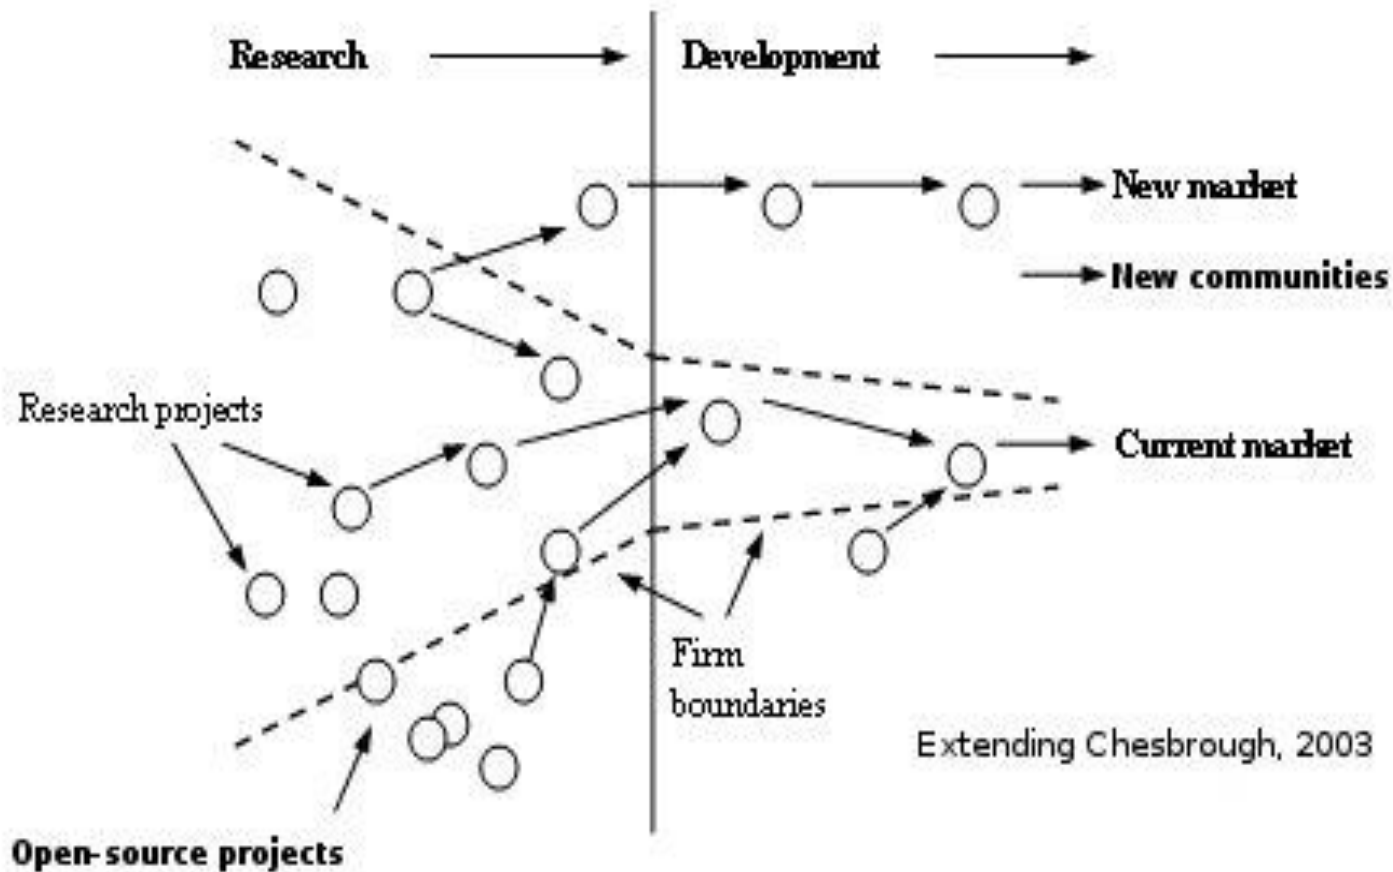 Research
Development
New market
New communities
Research projects
Current market
Firm
boundaries
Extending Chesbrough, 2003
Open-source projects